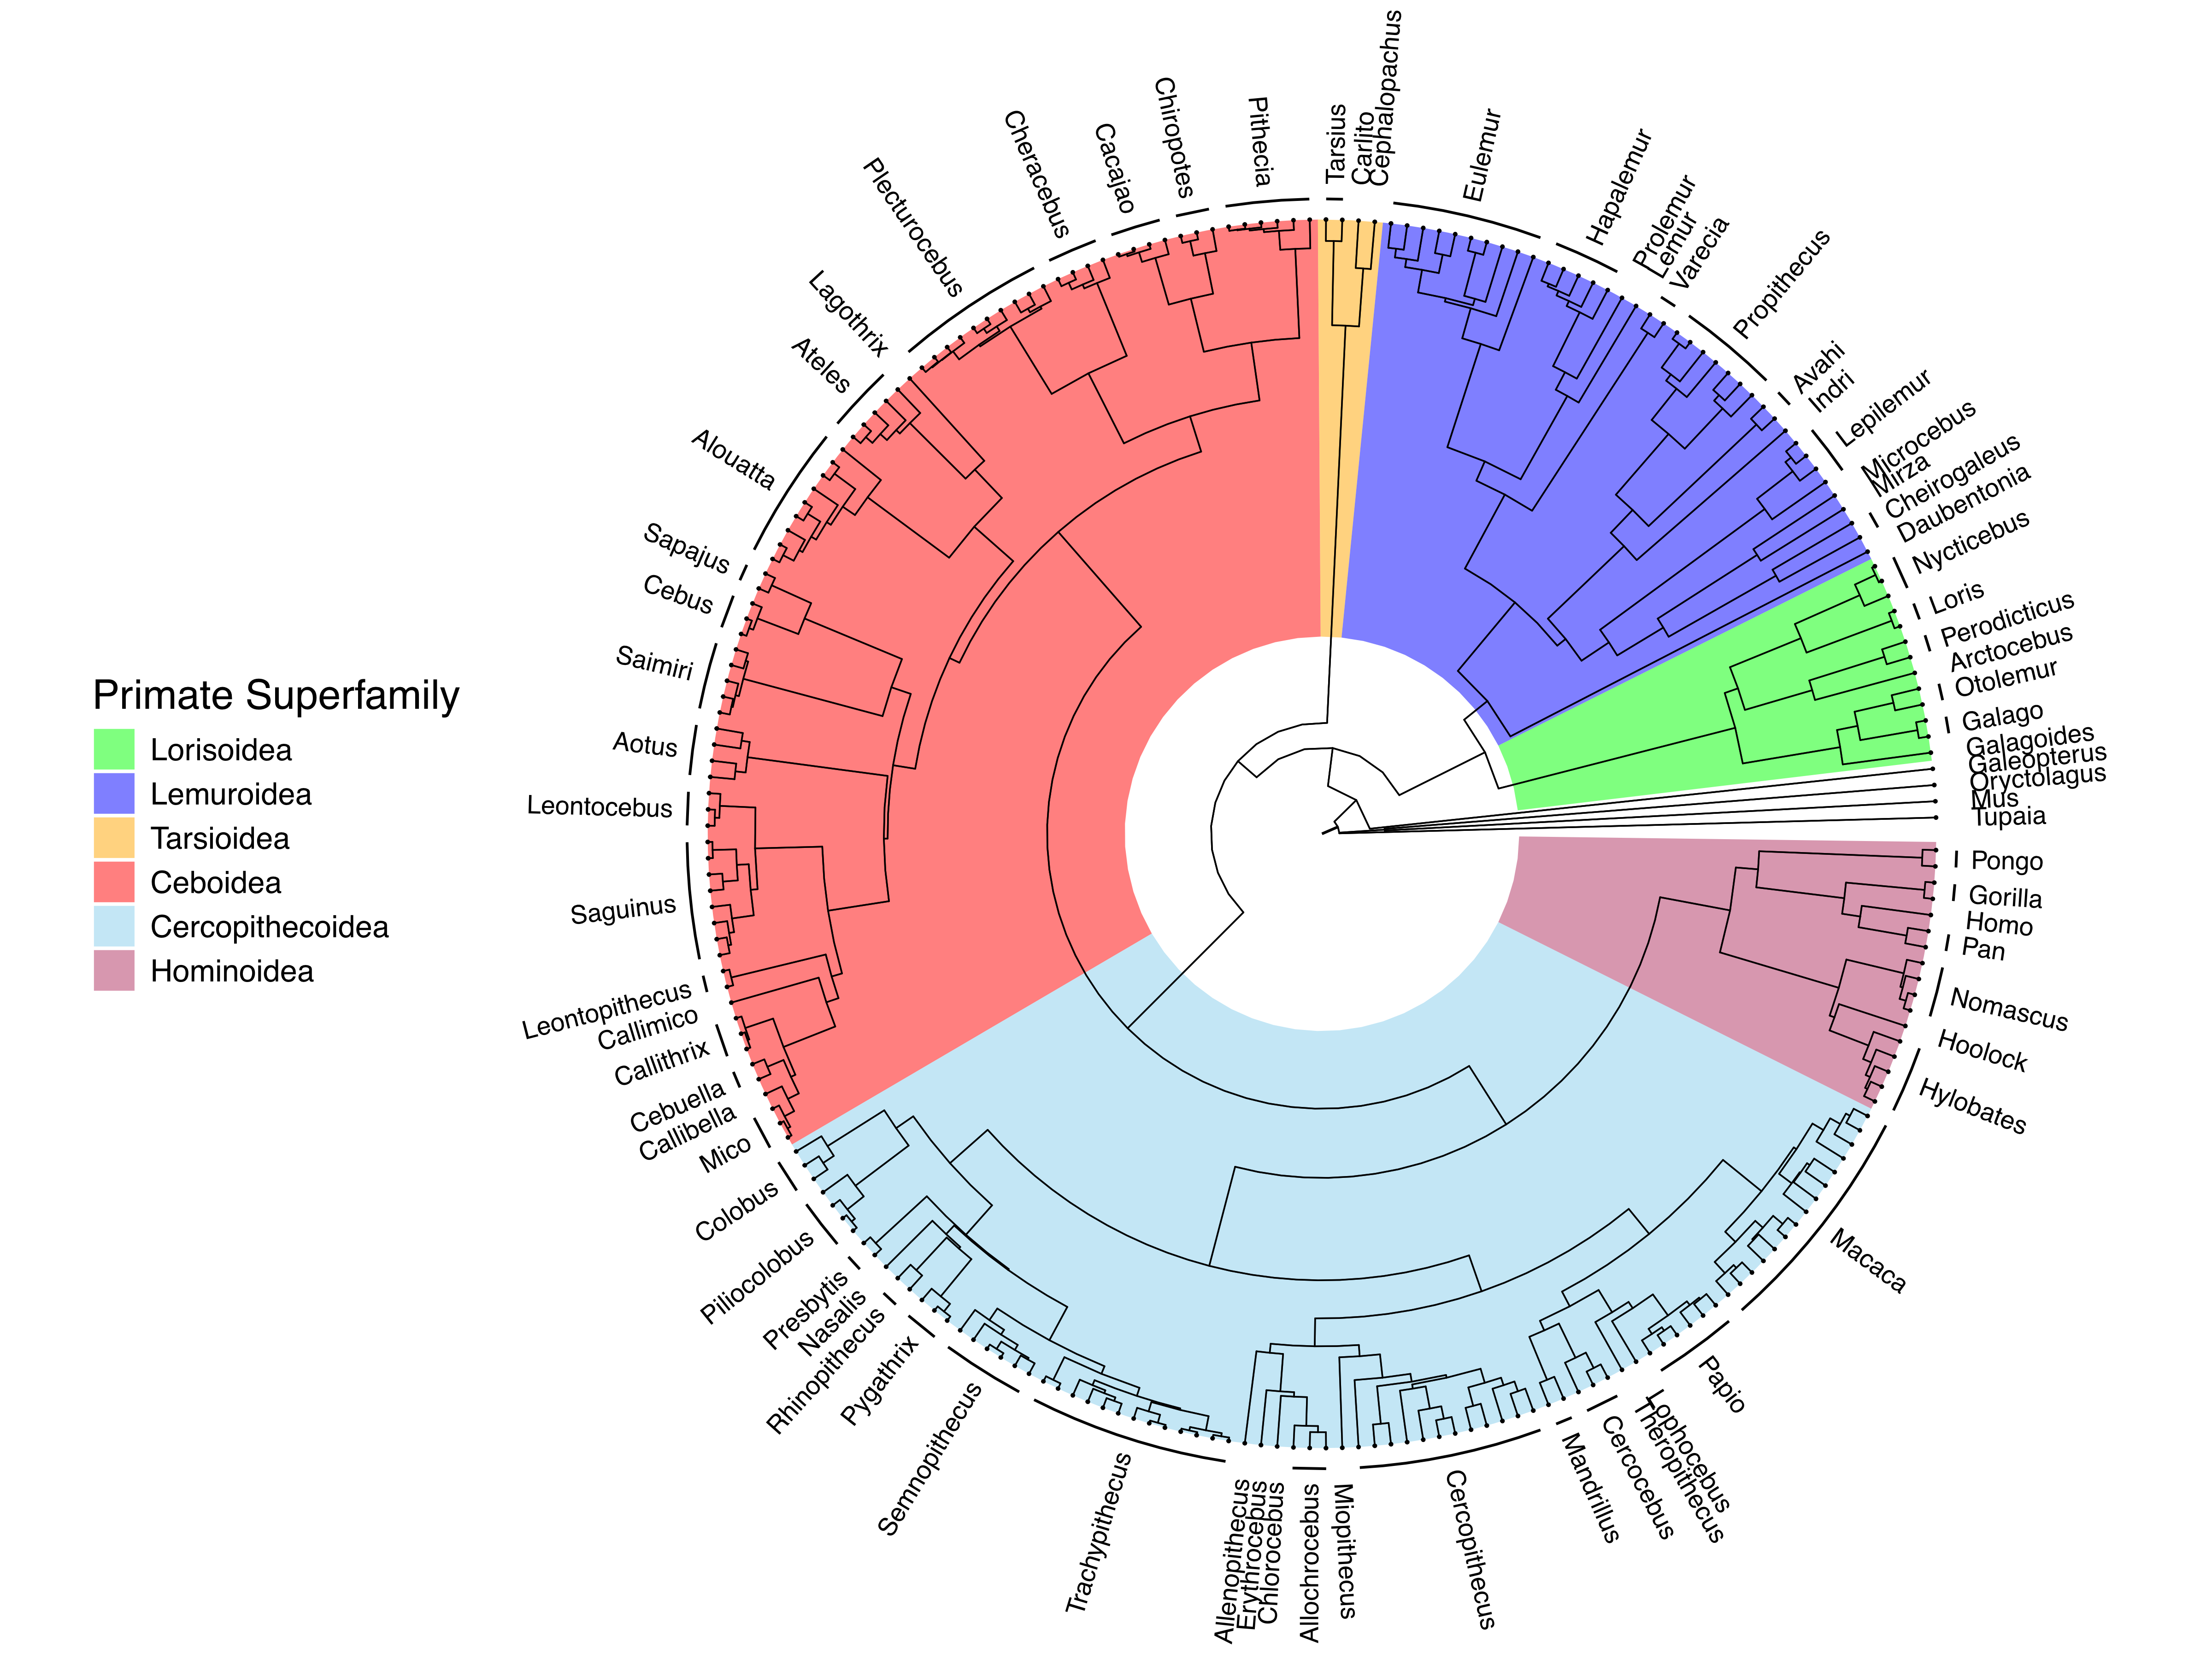 Primate Superfamily
Lorisoidea
Lemuroidea
Tarsioidea
Ceboidea
Cercopithecoidea
Hominoidea
Tarsius
Carlito
Cephalopachus
Eulemur
Hapalemur
Prolemur
Lemur
Varecia
Propithecus
Avahi
Indri
Lepilemur
Microcebus
Mirza
Cheirogaleus
Daubentonia
Nycticebus
Loris
Perodicticus
Arctocebus
Otolemur
Galago
Galagoides
Galeopterus
Oryctolagus
Mus
Tupaia
Pongo
Gorilla
Homo
Pan
Nomascus
Hoolock
Hylobates
Macaca
Papio
Lophocebus
Theropithecus
Cercocebus
Mandrillus
Cercopithecus
Miopithecus
Allochrocebus
Chlorocebus
Erythrocebus
Allenopithecus
Trachypithecus
Semnopithecus
Pygathrix
Rhinopithecus
Nasalis
Presbytis
Piliocolobus
Colobus
Mico
Callibella
Cebuella
Callithrix
Callimico
Leontopithecus
Saguinus
Leontocebus
Aotus
Saimiri
Cebus
Sapajus
Alouatta
Ateles
Lagothrix
Plecturocebus
Cheracebus
Cacajao
Chiropotes
Pithecia